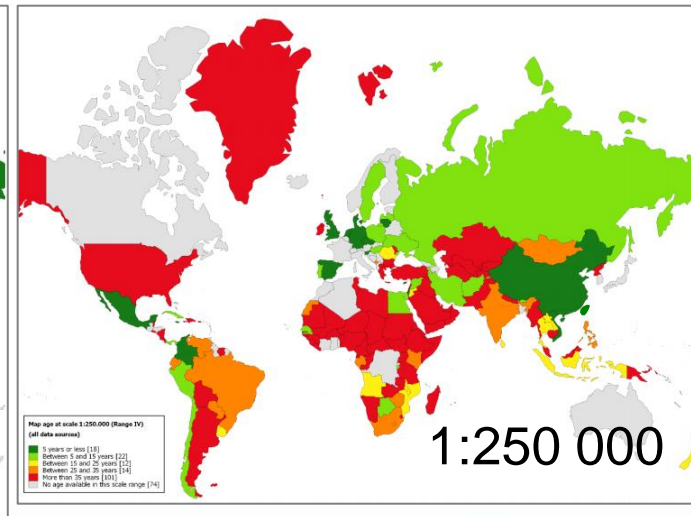 Map age at scale 1:250.000 (Range IV)
(all data sources)
5 years or less [18]
Between 5 and 15 years [22]
Between 15 and 25 years [12]
Between 25 and 35 years [14]
More than 35 years [101]
No age available in this scale range [74]
1:250 000